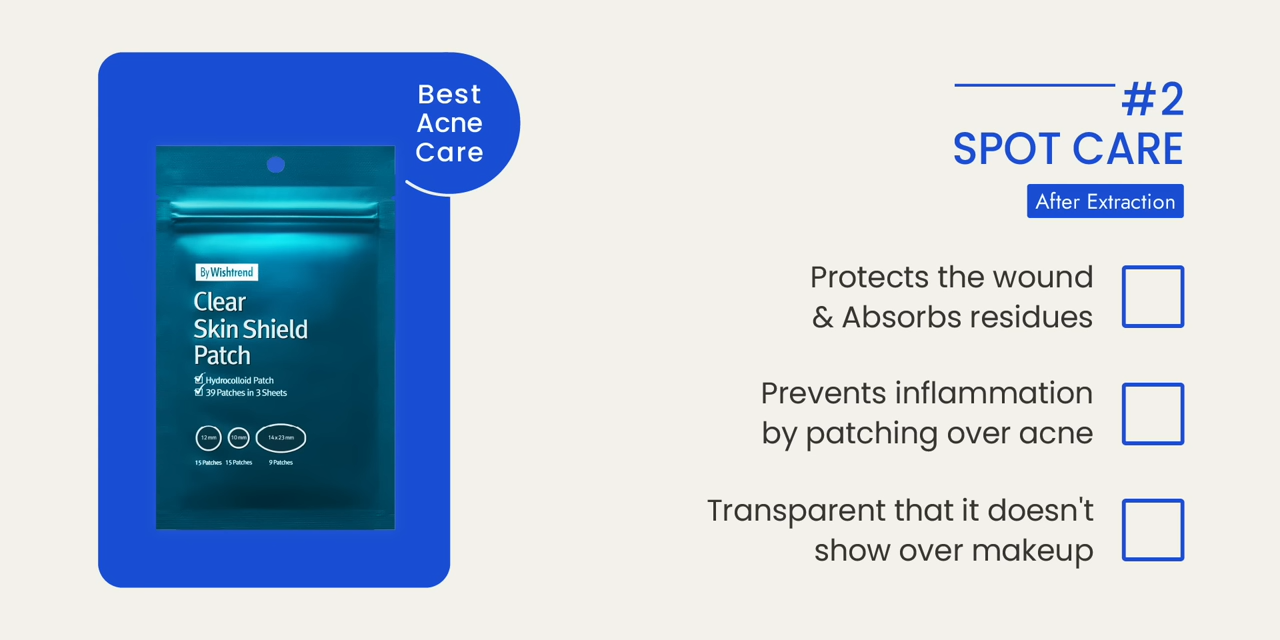 Best
Acne
Care
By Wishtrend
Clear
Skin Shield
Patch
Hydrocolloid Patch
39 Patches in 3 Sheets
12 mm
10 mm
14 x 23 mm
15 Patches
15 Patches
9 Patches
#2
SPOT CARE
After Extraction
Protects the wound
& Absorbs residues
Prevents inflammation
by patching over acne
Transparent that it doesn't
show over makeup